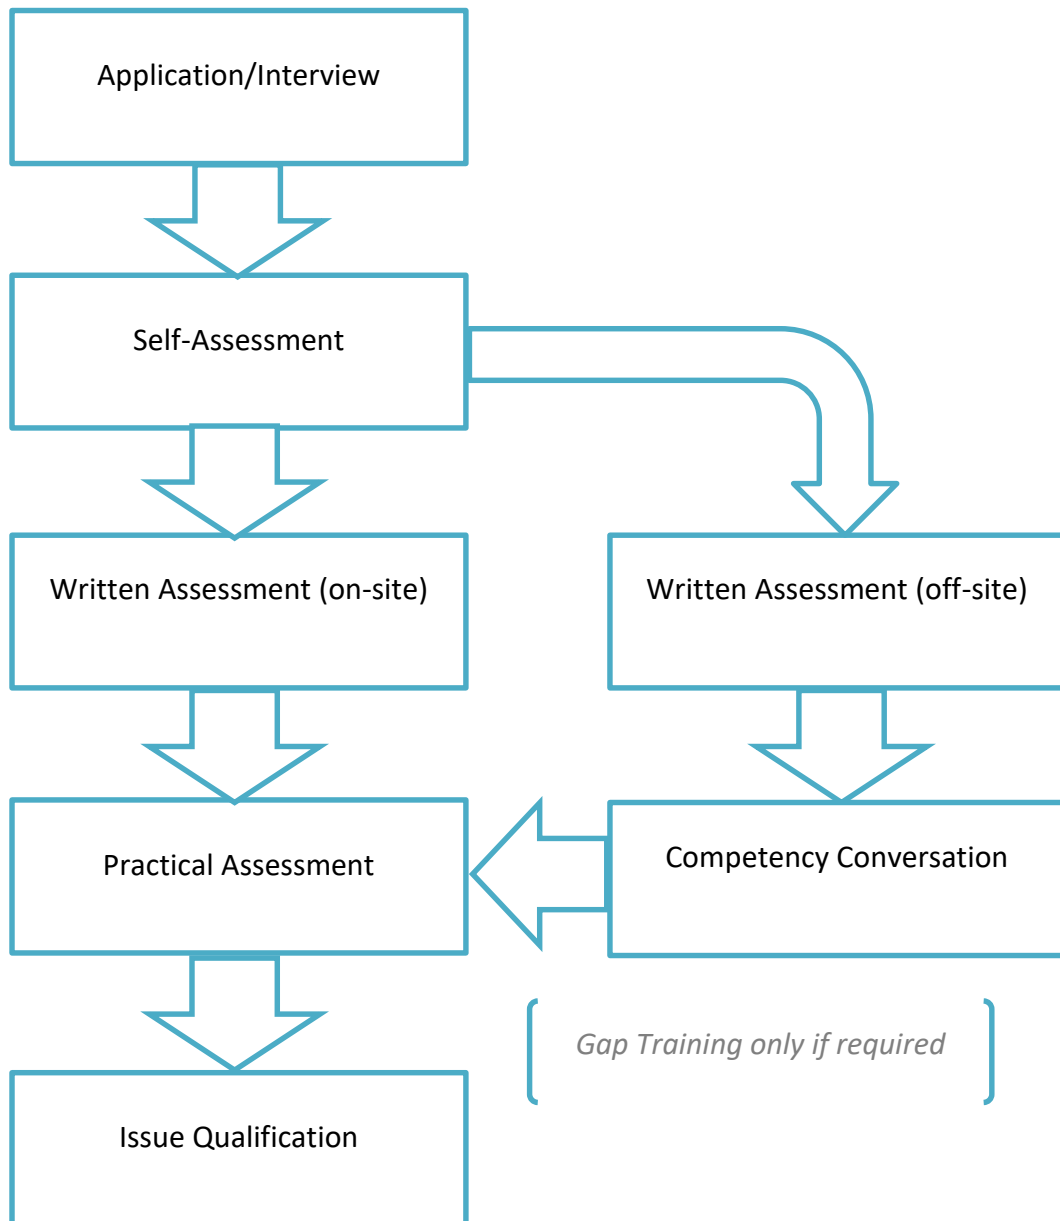 Application/Interview
Self-Assessment
Written Assessment (on-site)
Written Assessment (off-site)
Practical Assessment
Competency Conversation
Gap Training only if required
Issue Qualification